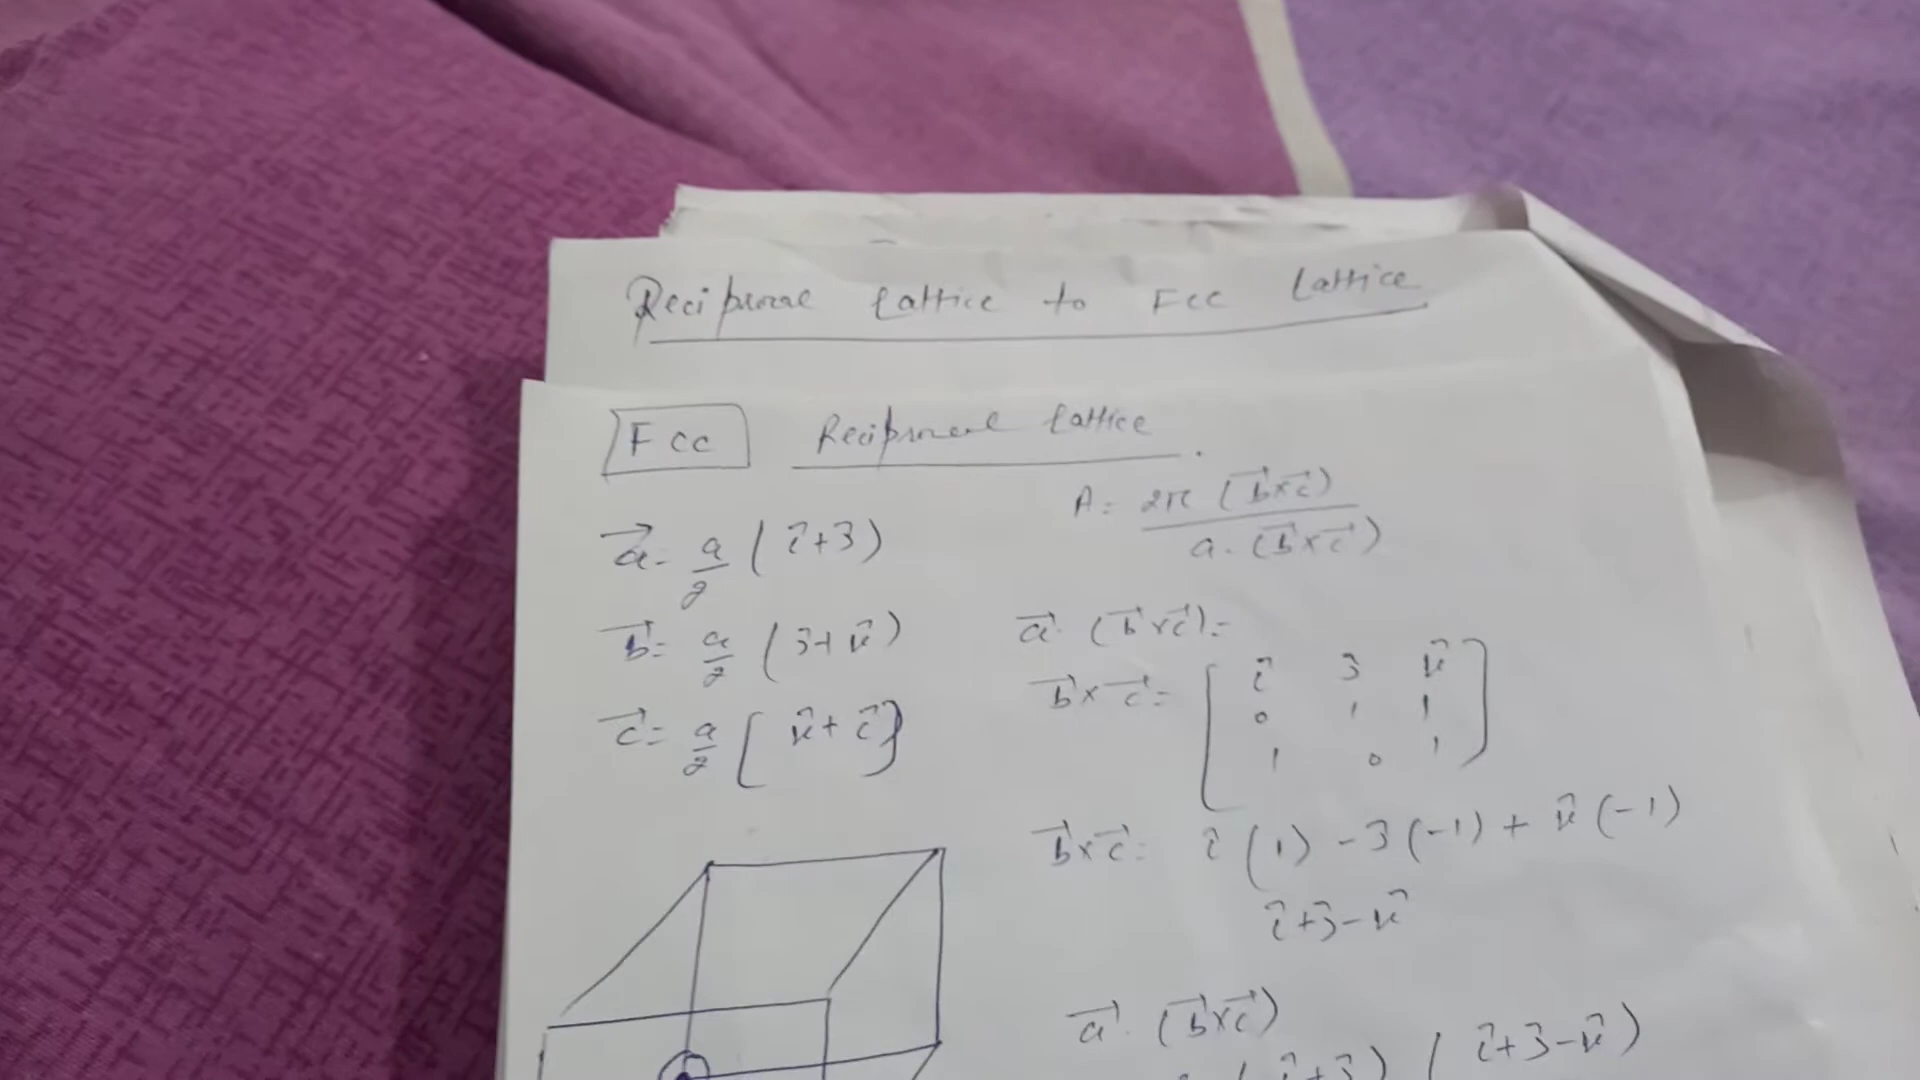 Reciprocal lattice to Fcc Lattice
Fcc Reciprocal lattice.
A = 2π (b⃗×c⃗) / a⃗·(b⃗×c⃗)
a⃗ = a/2 (î+ĵ)
b⃗ = a/2 (ĵ+k̂)
c⃗ = a/2 [k̂+î]
a⃗·(b⃗×c⃗) =
b⃗×c⃗ = [ î ĵ k̂
0 1 1
1 0 1 ]
b⃗×c⃗ = î(1) - ĵ(-1) + k̂(-1)
î+ĵ-k̂
a⃗·(b⃗×c⃗)
(î+ĵ) (î+ĵ-k̂)